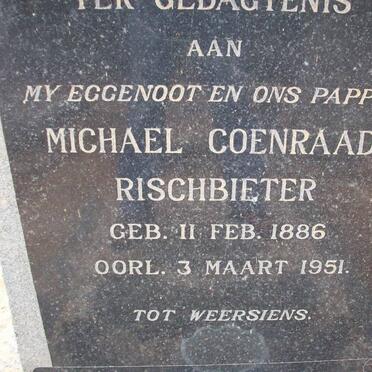 TER GEDAGTENIS
AAN
MY EGGENOOT EN ONS PAPP
MICHAEL COENRAAD
RISCHBIETER
GEB. 11 FEB. 1886
OORL. 3 MAART 1951.
TOT WEERSIENS.